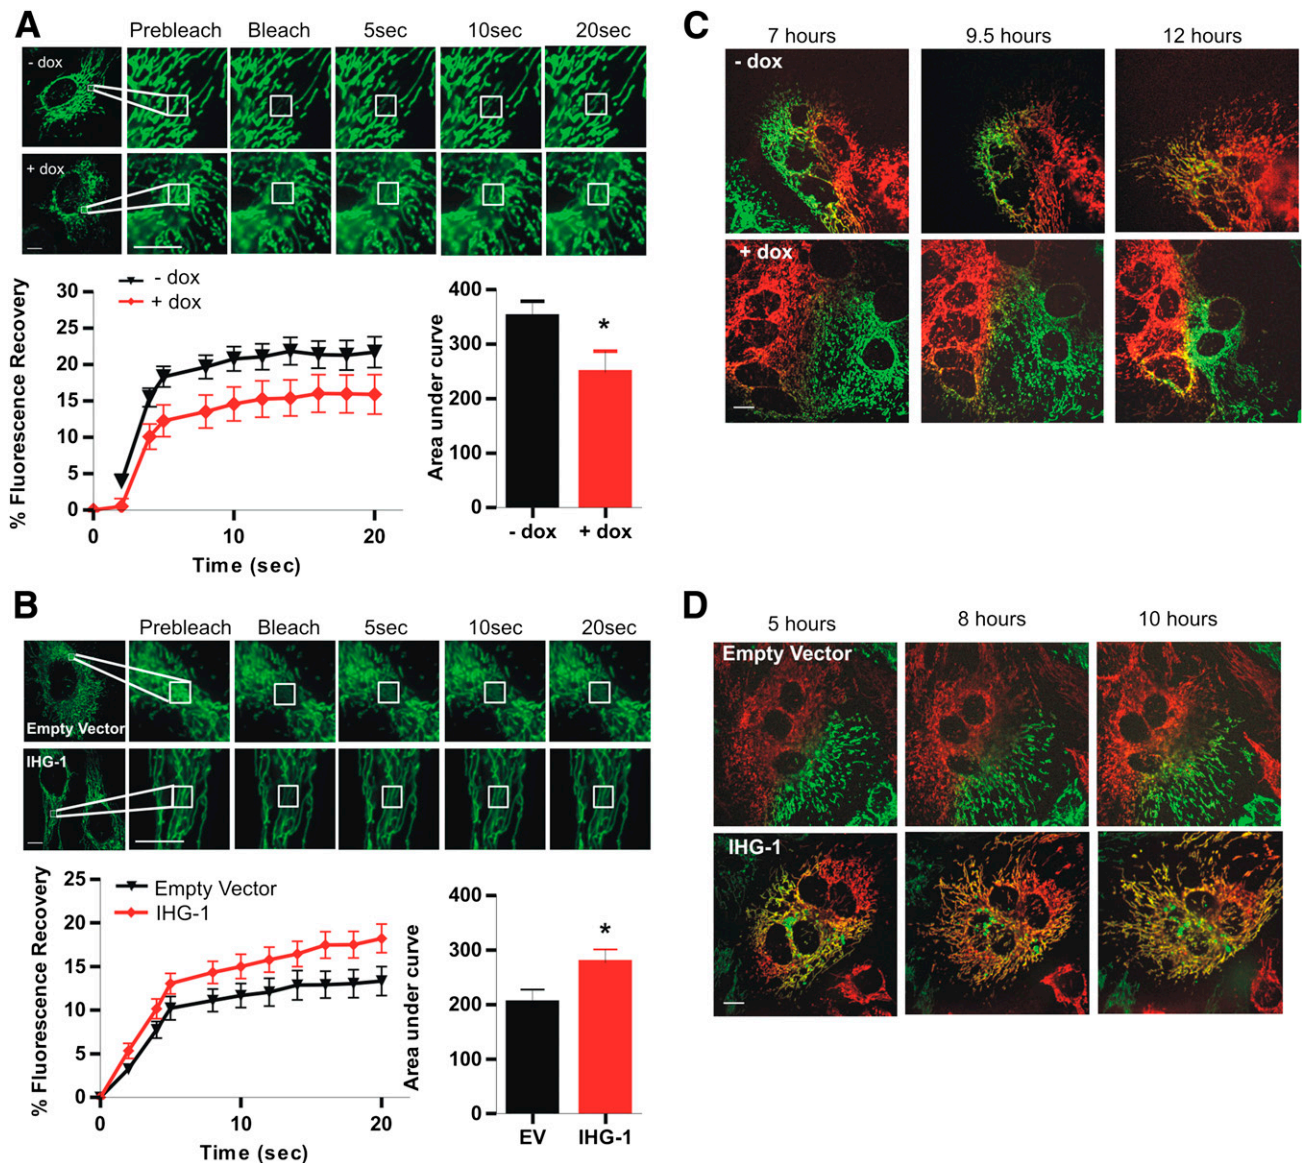 A
Prebleach Bleach 5sec 10sec 20sec
- dox
+ dox
- dox
+ dox
% Fluorescence Recovery
30
25
20
15
10
5
0
0 10 20
Time (sec)
Area under curve
400
300
200
100
0
*
- dox + dox
B
Prebleach Bleach 5sec 10sec 20sec
Empty Vector
IHG-1
Empty Vector
IHG-1
% Fluorescence Recovery
25
20
15
10
5
0
0 10 20
Time (sec)
Area under curve
400
300
200
100
0
*
EV IHG-1
C
7 hours 9.5 hours 12 hours
- dox
+ dox
D
5 hours 8 hours 10 hours
Empty Vector
IHG-1